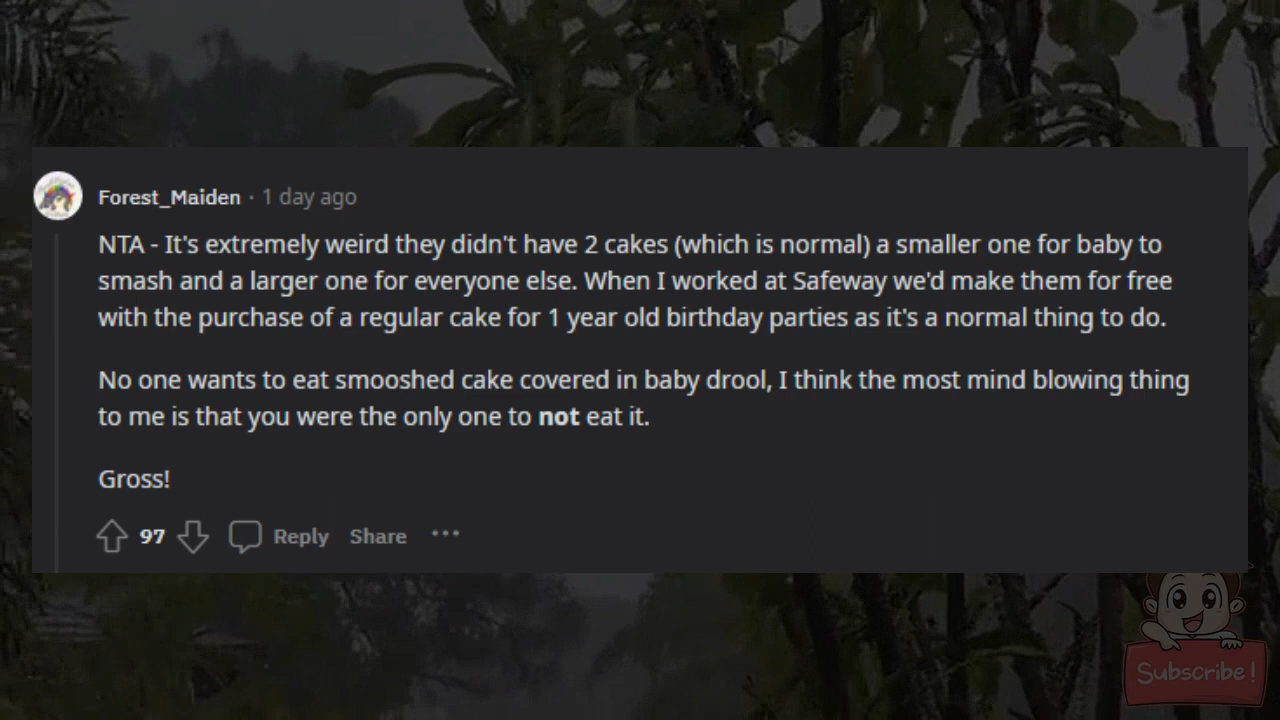 Forest_Maiden · 1 day ago
NTA - It's extremely weird they didn't have 2 cakes (which is normal) a smaller one for baby to
smash and a larger one for everyone else. When I worked at Safeway we'd make them for free
with the purchase of a regular cake for 1 year old birthday parties as it's a normal thing to do.
No one wants to eat smooshed cake covered in baby drool, I think the most mind blowing thing
to me is that you were the only one to not eat it.
Gross!
97 Reply Share ···
Subscribe!